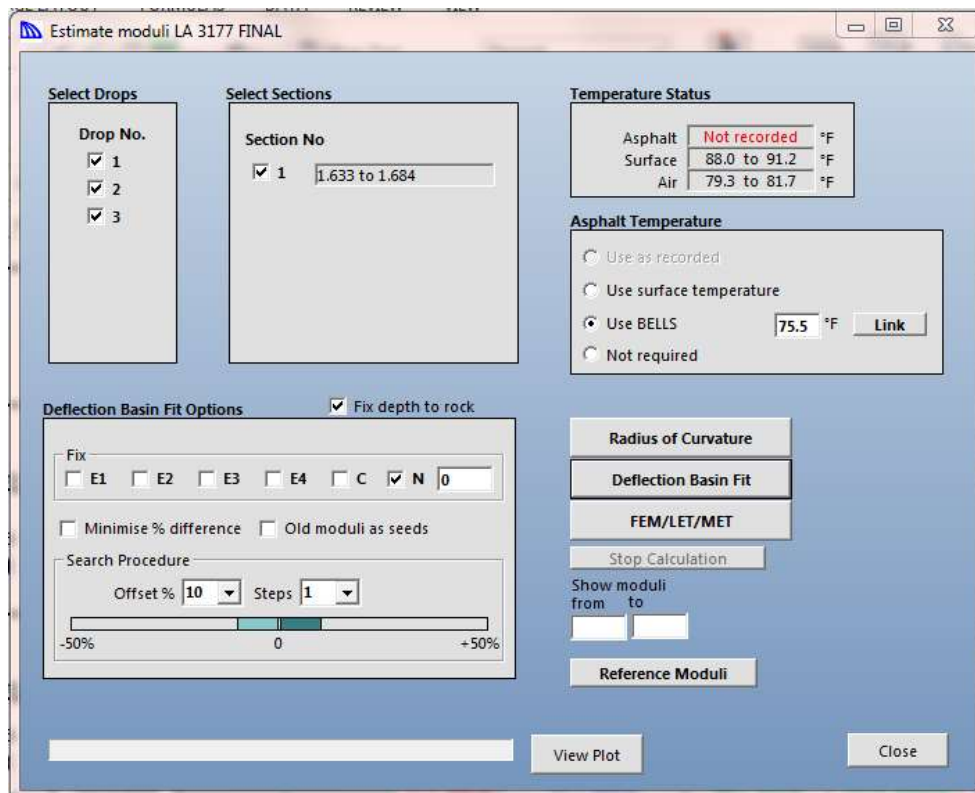 Estimate moduli LA 3177 FINAL
Select Drops
Drop No.
1
2
3
Select Sections
Section No
1 1.633 to 1.684
Temperature Status
Asphalt Not recorded °F
Surface 88.0 to 91.2 °F
Air 79.3 to 81.7 °F
Asphalt Temperature
Use as recorded
Use surface temperature
Use BELLS 75.5 °F Link
Not required
Deflection Basin Fit Options
Fix depth to rock
Fix
E1 E2 E3 E4 C N 0
Minimise % difference Old moduli as seeds
Search Procedure
Offset % 10 Steps 1
-50% 0 +50%
Radius of Curvature
Deflection Basin Fit
FEM/LET/MET
Stop Calculation
Show moduli
from to
Reference Moduli
View Plot
Close